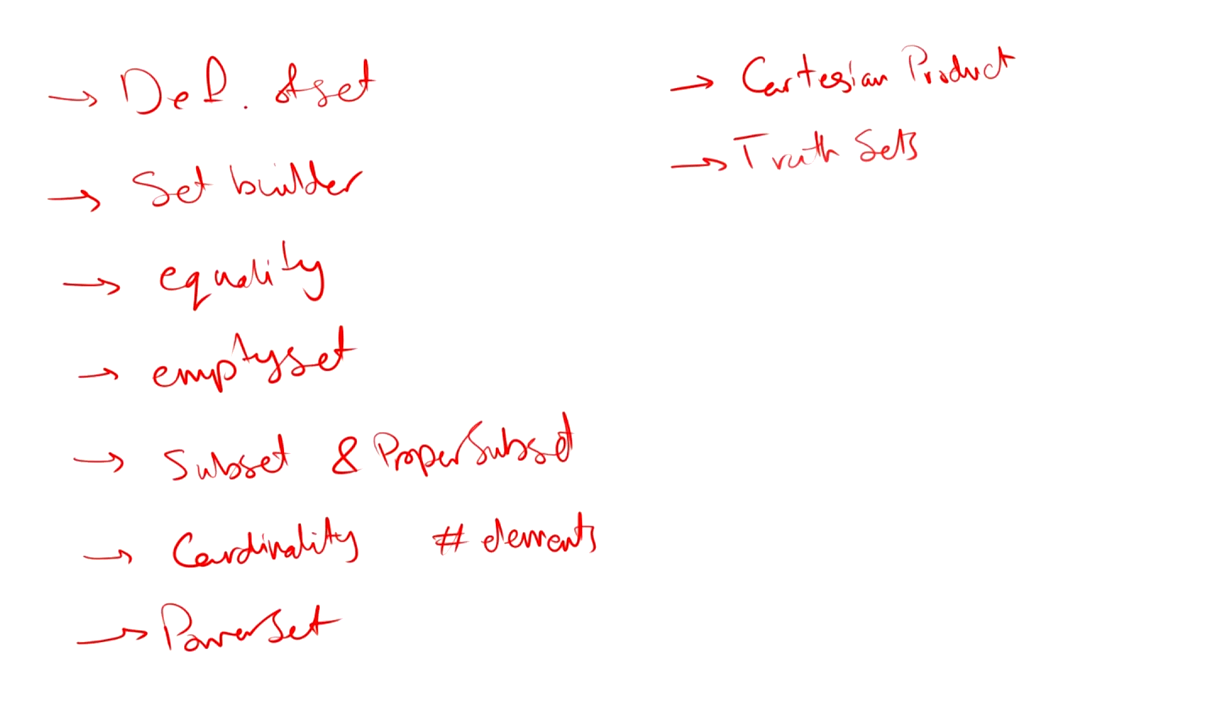 → Def. of set
→ Set builder
→ equality
→ emptyset
→ Subset & Proper Subset
→ Cardinality # elements
→ PowerSet
→ Cartesian Product
→ Truth Sets